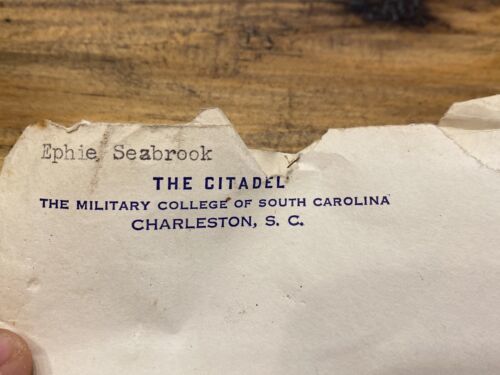 Ephie Seabrook
THE CITADEL
THE MILITARY COLLEGE OF SOUTH CAROLINA
CHARLESTON, S. C.